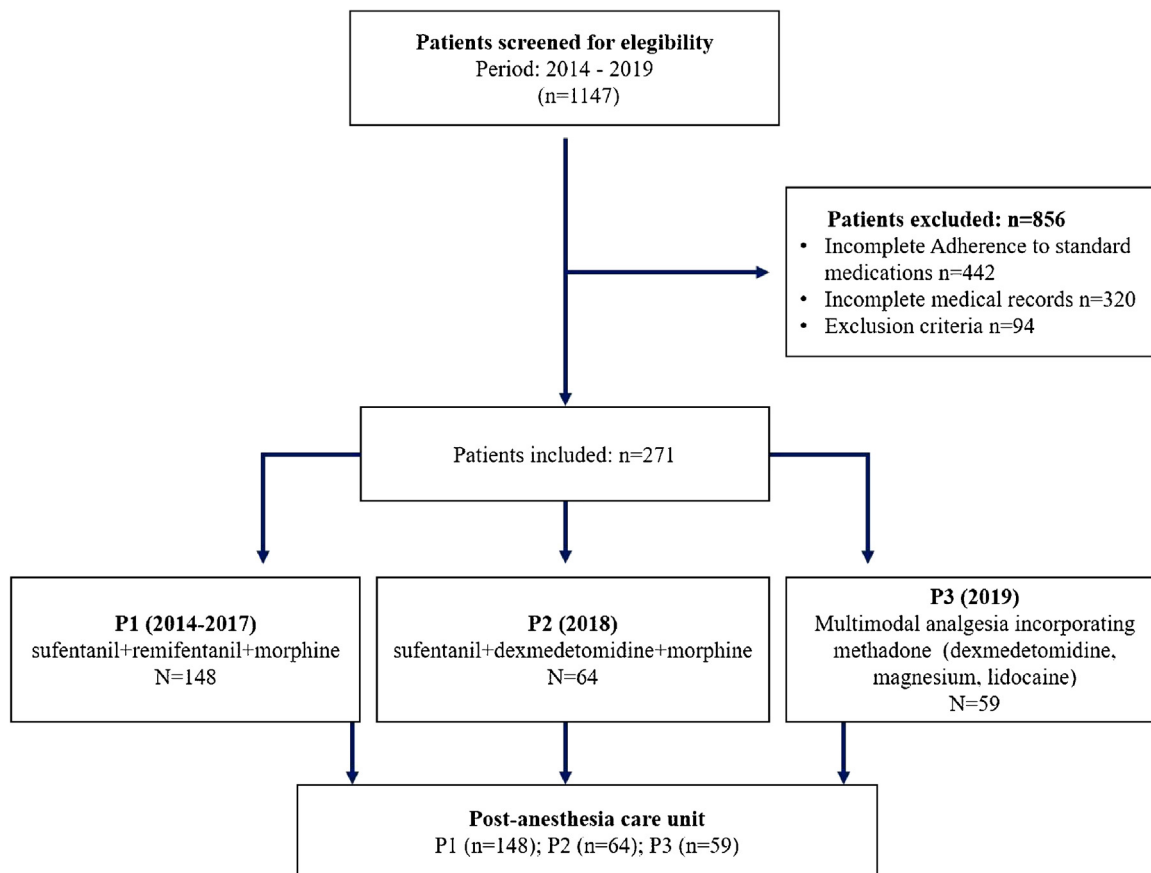 Patients screened for elegibility
Period: 2014 - 2019
(n=1147)
Patients excluded: n=856
• Incomplete Adherence to standard
medications n=442
• Incomplete medical records n=320
• Exclusion criteria n=94
Patients included: n=271
P1 (2014-2017)
sufentanil+remifentanil+morphine
N=148
P2 (2018)
sufentanil+dexmedetomidine+morphine
N=64
P3 (2019)
Multimodal analgesia incorporating
methadone (dexmedetomidine,
magnesium, lidocaine)
N=59
Post-anesthesia care unit
P1 (n=148); P2 (n=64); P3 (n=59)